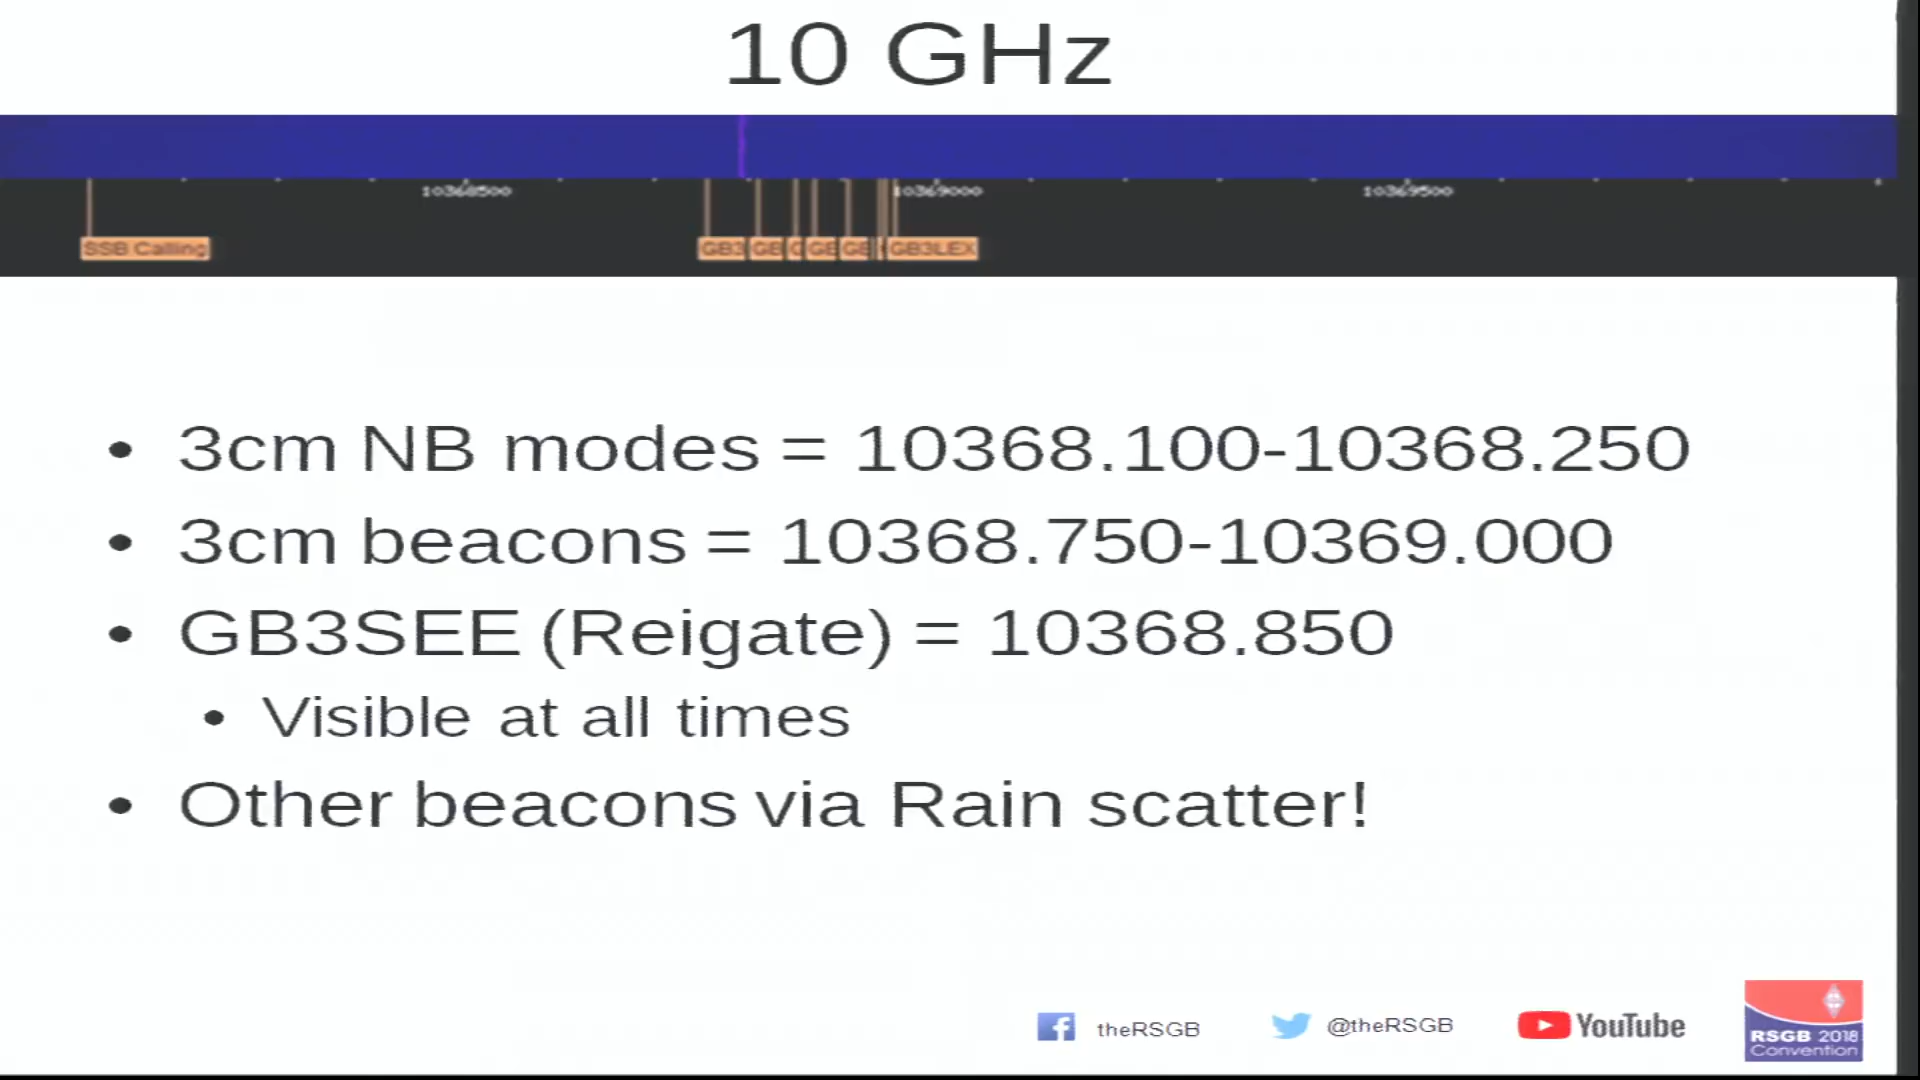 10 GHz
10368500 10369000 10369500
SSB Calling GB3 GB GB GB3LEX
• 3cm NB modes = 10368.100-10368.250
• 3cm beacons = 10368.750-10369.000
• GB3SEE (Reigate) = 10368.850
• Visible at all times
• Other beacons via Rain scatter!
theRSGB @theRSGB YouTube
RSGB 2018
Convention